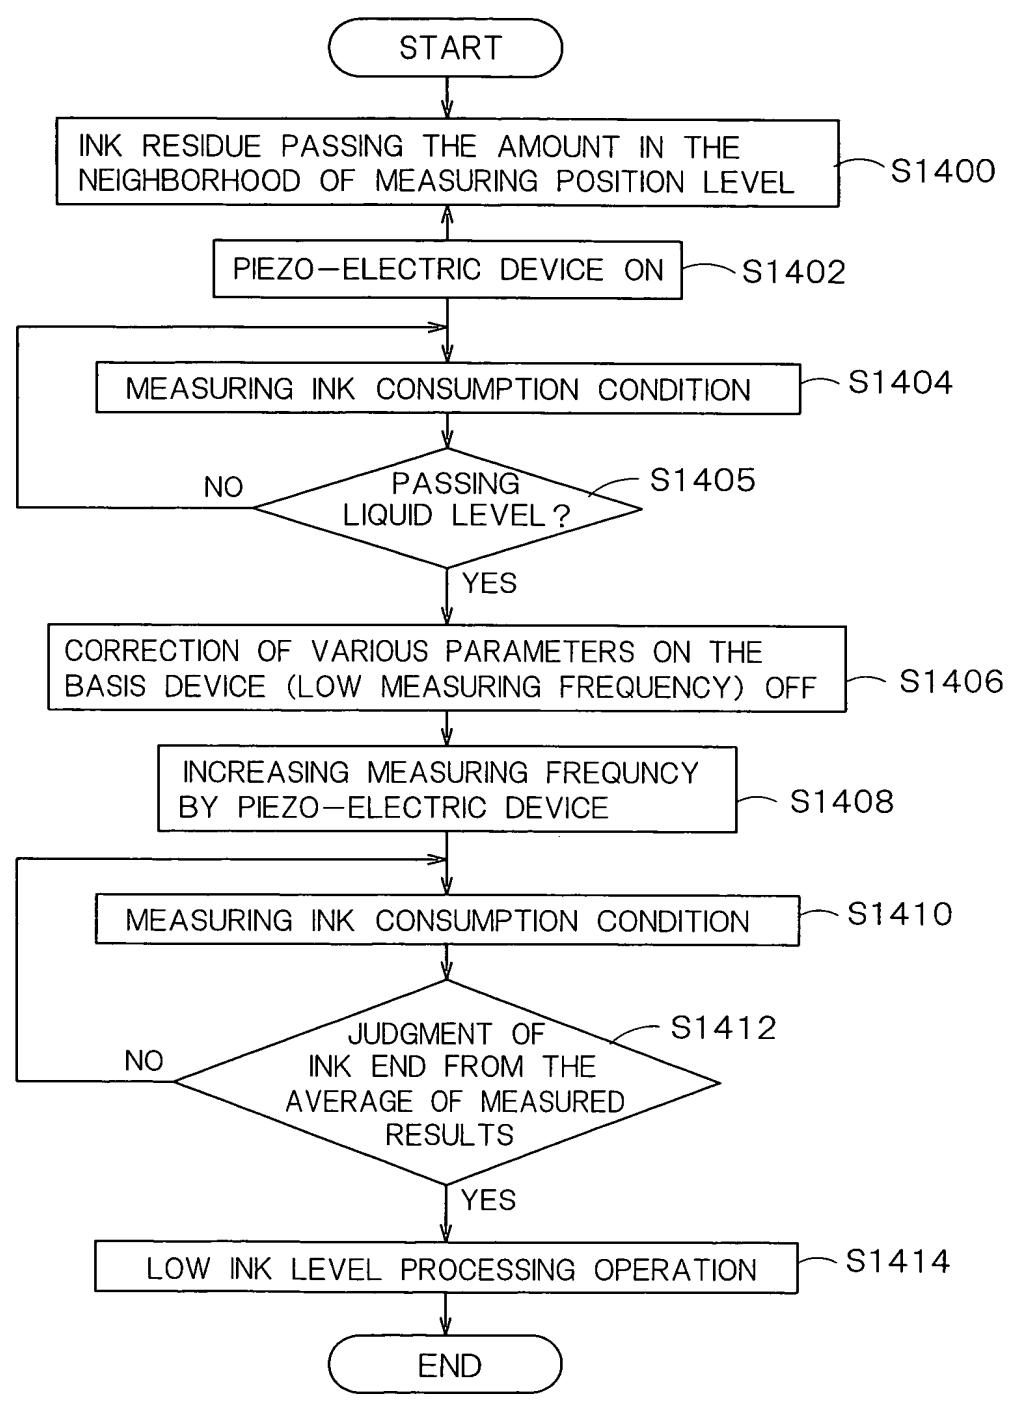 START
INK RESIDUE PASSING THE AMOUNT IN THE
NEIGHBORHOOD OF MEASURING POSITION LEVEL
S1400
PIEZO-ELECTRIC DEVICE ON
S1402
MEASURING INK CONSUMPTION CONDITION
S1404
PASSING
LIQUID LEVEL?
S1405
NO
YES
CORRECTION OF VARIOUS PARAMETERS ON THE
BASIS DEVICE (LOW MEASURING FREQUENCY) OFF
S1406
INCREASING MEASURING FREQUNCY
BY PIEZO-ELECTRIC DEVICE
S1408
MEASURING INK CONSUMPTION CONDITION
S1410
JUDGMENT OF
INK END FROM THE
AVERAGE OF MEASURED
RESULTS
S1412
NO
YES
LOW INK LEVEL PROCESSING OPERATION
S1414
END